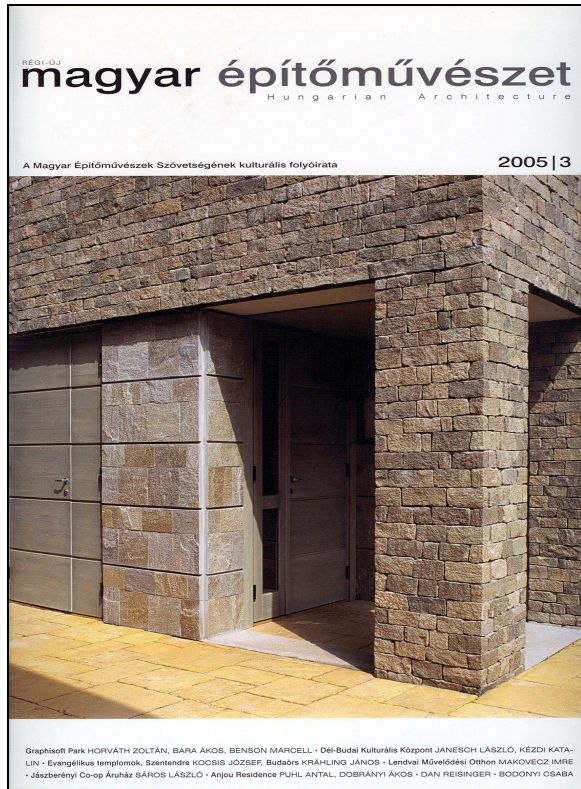 RÉGI-ÚJ
magyar építőművészet
Hungarian Architecture
A Magyar Építőművészek Szövetségének kulturális folyóirata
2005|3
Graphisoft Park HORVÁTH ZOLTÁN, BARA ÁKOS, BENSON MARCELL • Dél-Budai Kulturális Központ JANESCH LÁSZLÓ, KÉZDI KATA-
LIN • Evangélikus templomok, Szentendre KOCSIS JÓZSEF, Budaörs KRÄHLING JÁNOS • Lendvai Művelődési Otthon MAKOVECZ IMRE
• Jászberényi Co-op Áruház SÁROS LÁSZLÓ • Anjou Residence PUHL ANTAL, DOBRÁNYI ÁKOS • DAN REISINGER • BODONYI CSABA